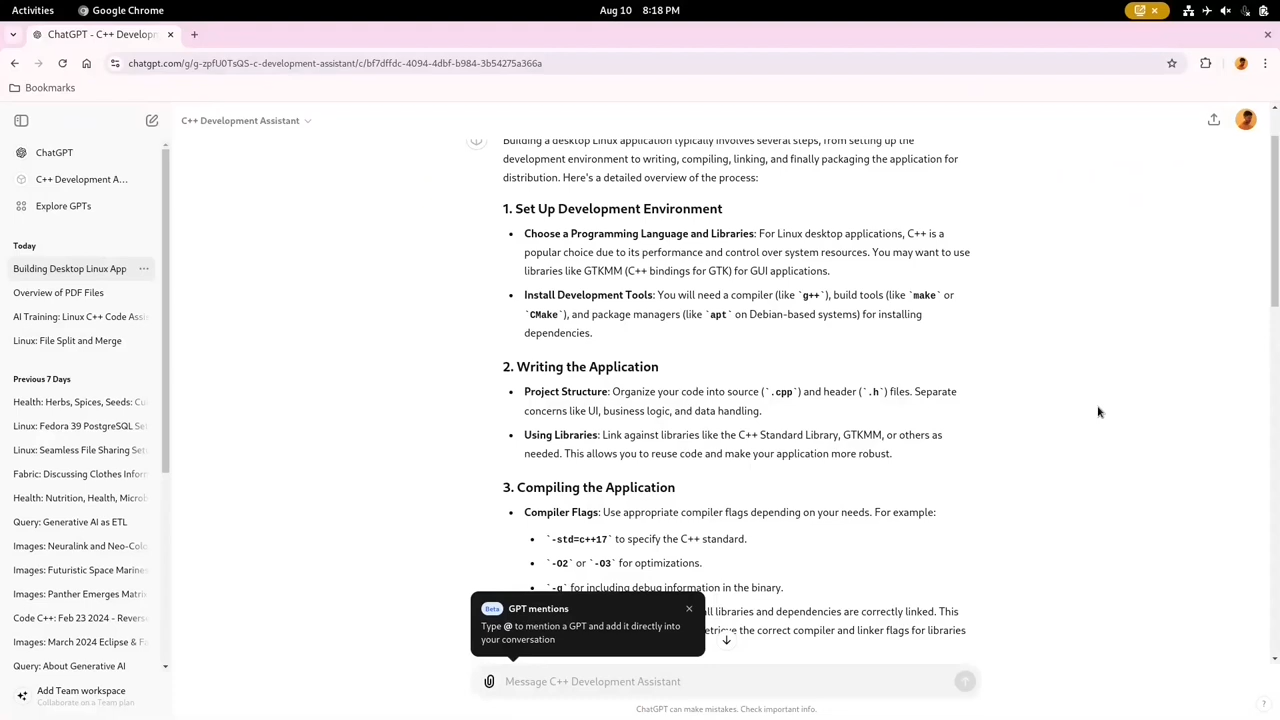 Activities
Google Chrome
Aug 10 8:18 PM
ChatGPT - C++ Develop
chatgpt.com/g/g-zpfU0TsQS-c-development-assistant/c/bf7dffdc-4094-4dbf-b984-3b54275a366a
Bookmarks
C++ Development Assistant
ChatGPT
C++ Development A...
Explore GPTs
Today
Building Desktop Linux App
Overview of PDF Files
AI Training: Linux C++ Code Assi
Linux: File Split and Merge
Previous 7 Days
Health: Herbs, Spices, Seeds: Cu
Linux: Fedora 39 PostgreSQL Set
Linux: Seamless File Sharing Set
Fabric: Discussing Clothes Inform
Health: Nutrition, Health, Microb
Query: Generative AI as ETL
Images: Neuralink and Neo-Colo
Images: Futuristic Space Marines
Images: Panther Emerges Matrix
Code C++: Feb 23 2024 - Revers
Images: March 2024 Eclipse & Fa
Query: About Generative AI
Add Team workspace
Collaborate on a Team plan
Building a desktop Linux application typically involves several steps, from setting up the
development environment to writing, compiling, linking, and finally packaging the application for
distribution. Here's a detailed overview of the process:
1. Set Up Development Environment
Choose a Programming Language and Libraries: For Linux desktop applications, C++ is a
popular choice due to its performance and control over system resources. You may want to use
libraries like GTKMM (C++ bindings for GTK) for GUI applications.
Install Development Tools: You will need a compiler (like `g++`), build tools (like `make` or
`CMake`), and package managers (like `apt` on Debian-based systems) for installing
dependencies.
2. Writing the Application
Project Structure: Organize your code into source (`.cpp`) and header (`.h`) files. Separate
concerns like UI, business logic, and data handling.
Using Libraries: Link against libraries like the C++ Standard Library, GTKMM, or others as
needed. This allows you to reuse code and make your application more robust.
3. Compiling the Application
Compiler Flags: Use appropriate compiler flags depending on your needs. For example:
`-std=c++17` to specify the C++ standard.
`-O2` or `-O3` for optimizations.
`-g` for including debug information in the binary.
all libraries and dependencies are correctly linked. This
retrieve the correct compiler and linker flags for libraries
Beta GPT mentions
Type @ to mention a GPT and add it directly into
your conversation
Message C++ Development Assistant
ChatGPT can make mistakes. Check important info.
?